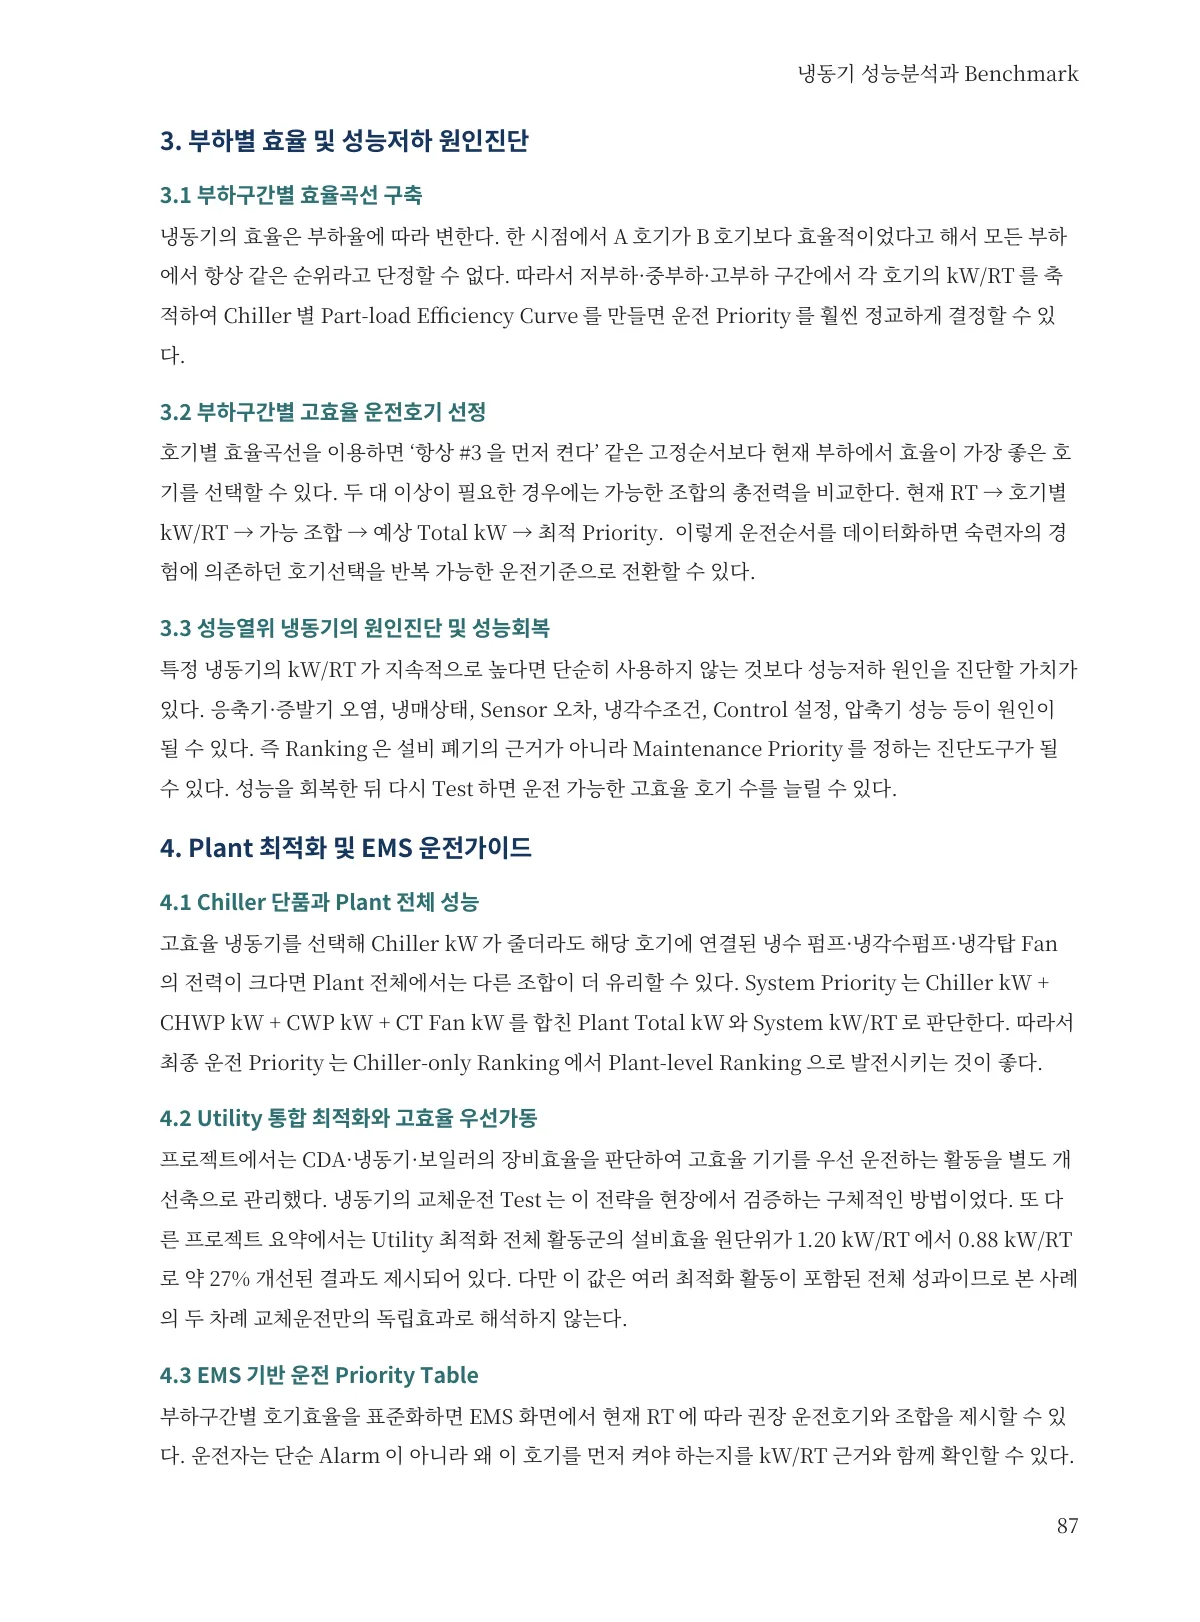 냉동기 성능분석과 Benchmark
3. 부하별 효율 및 성능저하 원인진단
3.1 부하구간별 효율곡선 구축
냉동기의 효율은 부하율에 따라 변한다. 한 시점에서 A 호기가 B 호기보다 효율적이었다고 해서 모든 부하
에서 항상 같은 순위라고 단정할 수 없다. 따라서 저부하·중부하·고부하 구간에서 각 호기의 kW/RT 를 축
적하여 Chiller 별 Part-load Efficiency Curve 를 만들면 운전 Priority 를 훨씬 정교하게 결정할 수 있
다.
3.2 부하구간별 고효율 운전호기 선정
호기별 효율곡선을 이용하면 ‘항상 #3 을 먼저 켠다’ 같은 고정순서보다 현재 부하에서 효율이 가장 좋은 호
기를 선택할 수 있다. 두 대 이상이 필요한 경우에는 가능한 조합의 총전력을 비교한다. 현재 RT → 호기별
kW/RT → 가능 조합 → 예상 Total kW → 최적 Priority.  이렇게 운전순서를 데이터화하면 숙련자의 경
험에 의존하던 호기선택을 반복 가능한 운전기준으로 전환할 수 있다.
3.3 성능열위 냉동기의 원인진단 및 성능회복
특정 냉동기의 kW/RT 가 지속적으로 높다면 단순히 사용하지 않는 것보다 성능저하 원인을 진단할 가치가
있다. 응축기·증발기 오염, 냉매상태, Sensor 오차, 냉각수조건, Control 설정, 압축기 성능 등이 원인이
될 수 있다. 즉 Ranking 은 설비 폐기의 근거가 아니라 Maintenance Priority 를 정하는 진단도구가 될
수 있다. 성능을 회복한 뒤 다시 Test 하면 운전 가능한 고효율 호기 수를 늘릴 수 있다.
4. Plant 최적화 및 EMS 운전가이드
4.1 Chiller 단품과 Plant 전체 성능
고효율 냉동기를 선택해 Chiller kW 가 줄더라도 해당 호기에 연결된 냉수 펌프·냉각수펌프·냉각탑 Fan
의 전력이 크다면 Plant 전체에서는 다른 조합이 더 유리할 수 있다. System Priority 는 Chiller kW +
CHWP kW + CWP kW + CT Fan kW 를 합친 Plant Total kW 와 System kW/RT 로 판단한다. 따라서
최종 운전 Priority 는 Chiller-only Ranking 에서 Plant-level Ranking 으로 발전시키는 것이 좋다.
4.2 Utility 통합 최적화와 고효율 우선가동
프로젝트에서는 CDA·냉동기·보일러의 장비효율을 판단하여 고효율 기기를 우선 운전하는 활동을 별도 개
선축으로 관리했다. 냉동기의 교체운전 Test 는 이 전략을 현장에서 검증하는 구체적인 방법이었다. 또 다
른 프로젝트 요약에서는 Utility 최적화 전체 활동군의 설비효율 원단위가 1.20 kW/RT 에서 0.88 kW/RT
로 약 27% 개선된 결과도 제시되어 있다. 다만 이 값은 여러 최적화 활동이 포함된 전체 성과이므로 본 사례
의 두 차례 교체운전만의 독립효과로 해석하지 않는다.
4.3 EMS 기반 운전 Priority Table
부하구간별 호기효율을 표준화하면 EMS 화면에서 현재 RT 에 따라 권장 운전호기와 조합을 제시할 수 있
다. 운전자는 단순 Alarm 이 아니라 왜 이 호기를 먼저 켜야 하는지를 kW/RT 근거와 함께 확인할 수 있다.
87